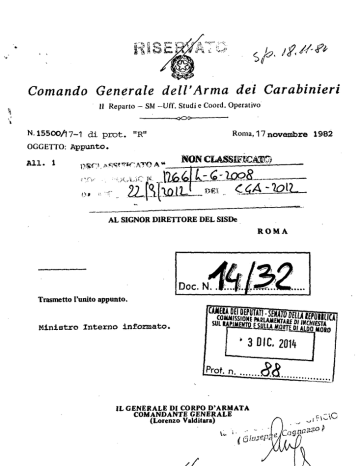 RISERVATO
Sp. 18.11.82
Comando Generale dell'Arma dei Carabinieri
II Reparto — SM —Uff. Studi e Coord. Operativo
N.15500/17-1 di prot. "R"
Roma, 17 novembre 1982
OGGETTO: Appunto.
All. 1
DECLASSIFICATO A"
NON CLASSIFICATO
1266/L-6-2008
22/9/2012 DEL CGA-2012
AL SIGNOR DIRETTORE DEL SISDe
ROMA
Doc. N. 14/32
Trasmetto l'unito appunto.
Ministro Interno informato.
CAMERA DEI DEPUTATI - SENATO DELLA REPUBBLICA
COMMISSIONE PARLAMENTARE DI INCHIESTA
SUL RAPIMENTO E SULLA MORTE DI ALDO MORO
3 DIC. 2014
Prot. n. 88
IL GENERALE DI CORPO D'ARMATA
COMANDANTE GENERALE
(Lorenzo Valditara)
(Giuseppe Cognasso)